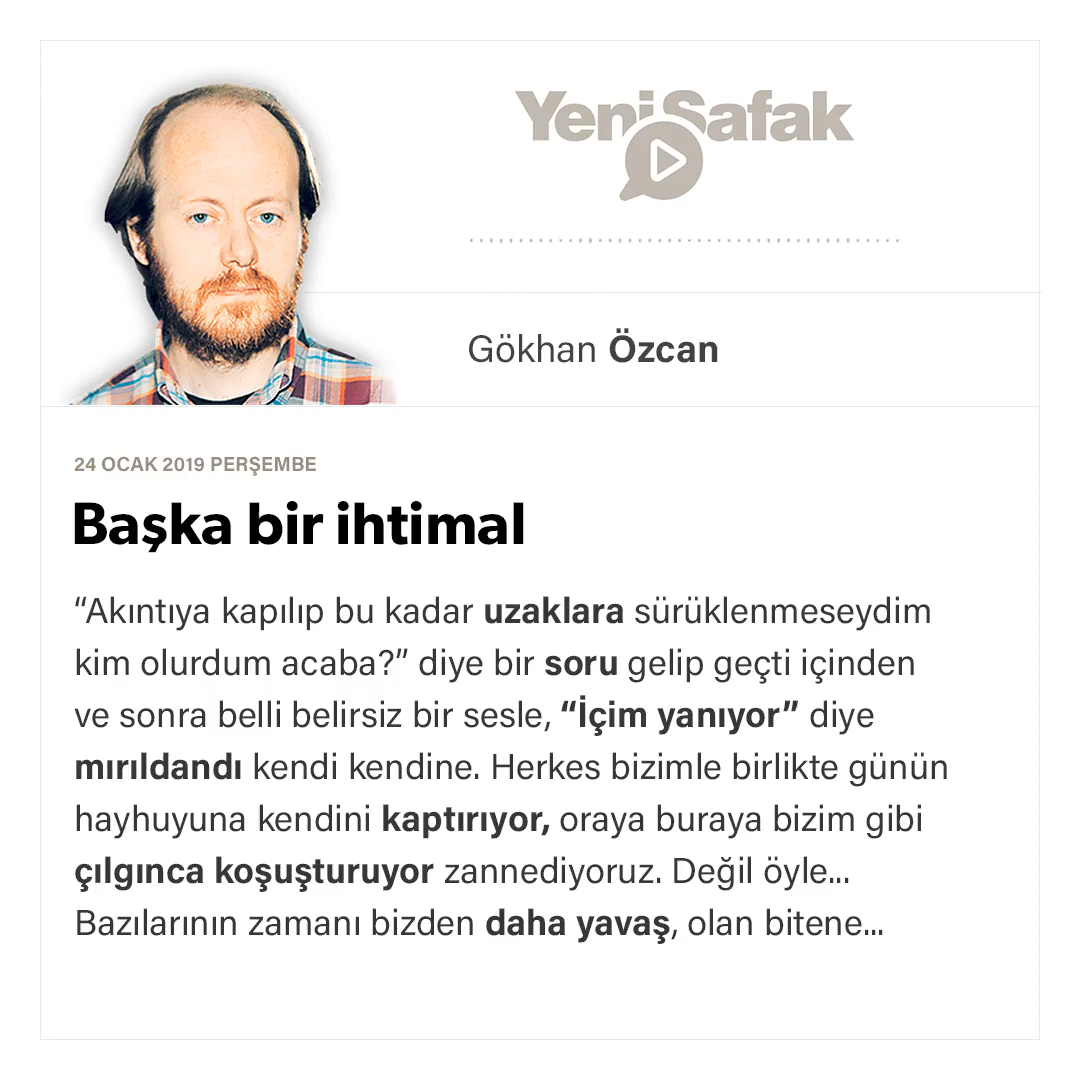 Yeni Şafak
Gökhan Özcan
24 OCAK 2019 PERŞEMBE
Başka bir ihtimal
“Akıntıya kapılıp bu kadar uzaklara sürüklenmeseydim
kim olurdum acaba?” diye bir soru gelip geçti içinden
ve sonra belli belirsiz bir sesle, “İçim yanıyor” diye
mırıldandı kendi kendine. Herkes bizimle birlikte günün
hayhuyuna kendini kaptırıyor, oraya buraya bizim gibi
çılgınca koşuşturuyor zannediyoruz. Değil öyle...
Bazılarının zamanı bizden daha yavaş, olan bitene...